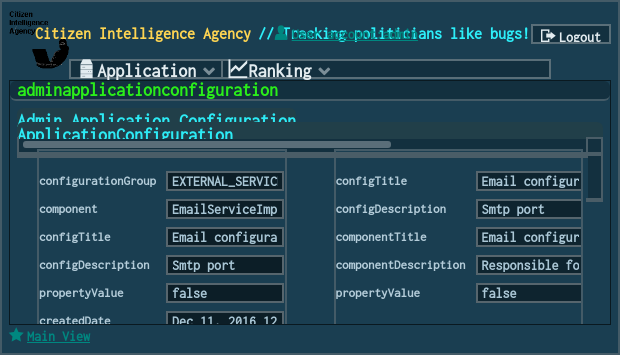 Citizen
Intelligence
Agency
Citizen Intelligence Agency // Tracking politicians like bugs!
Logout
Application Ranking
adminapplicationconfiguration
Admin Application Configuration
ApplicationConfiguration
configurationGroup EXTERNAL_SERVIC
component EmailServiceImp
configTitle Email configura
configDescription Smtp port
propertyValue false
createdDate Dec 11, 2016 12
configTitle Email configur
configDescription Smtp port
componentTitle Email configur
componentDescription Responsible fo
propertyValue false
Main View